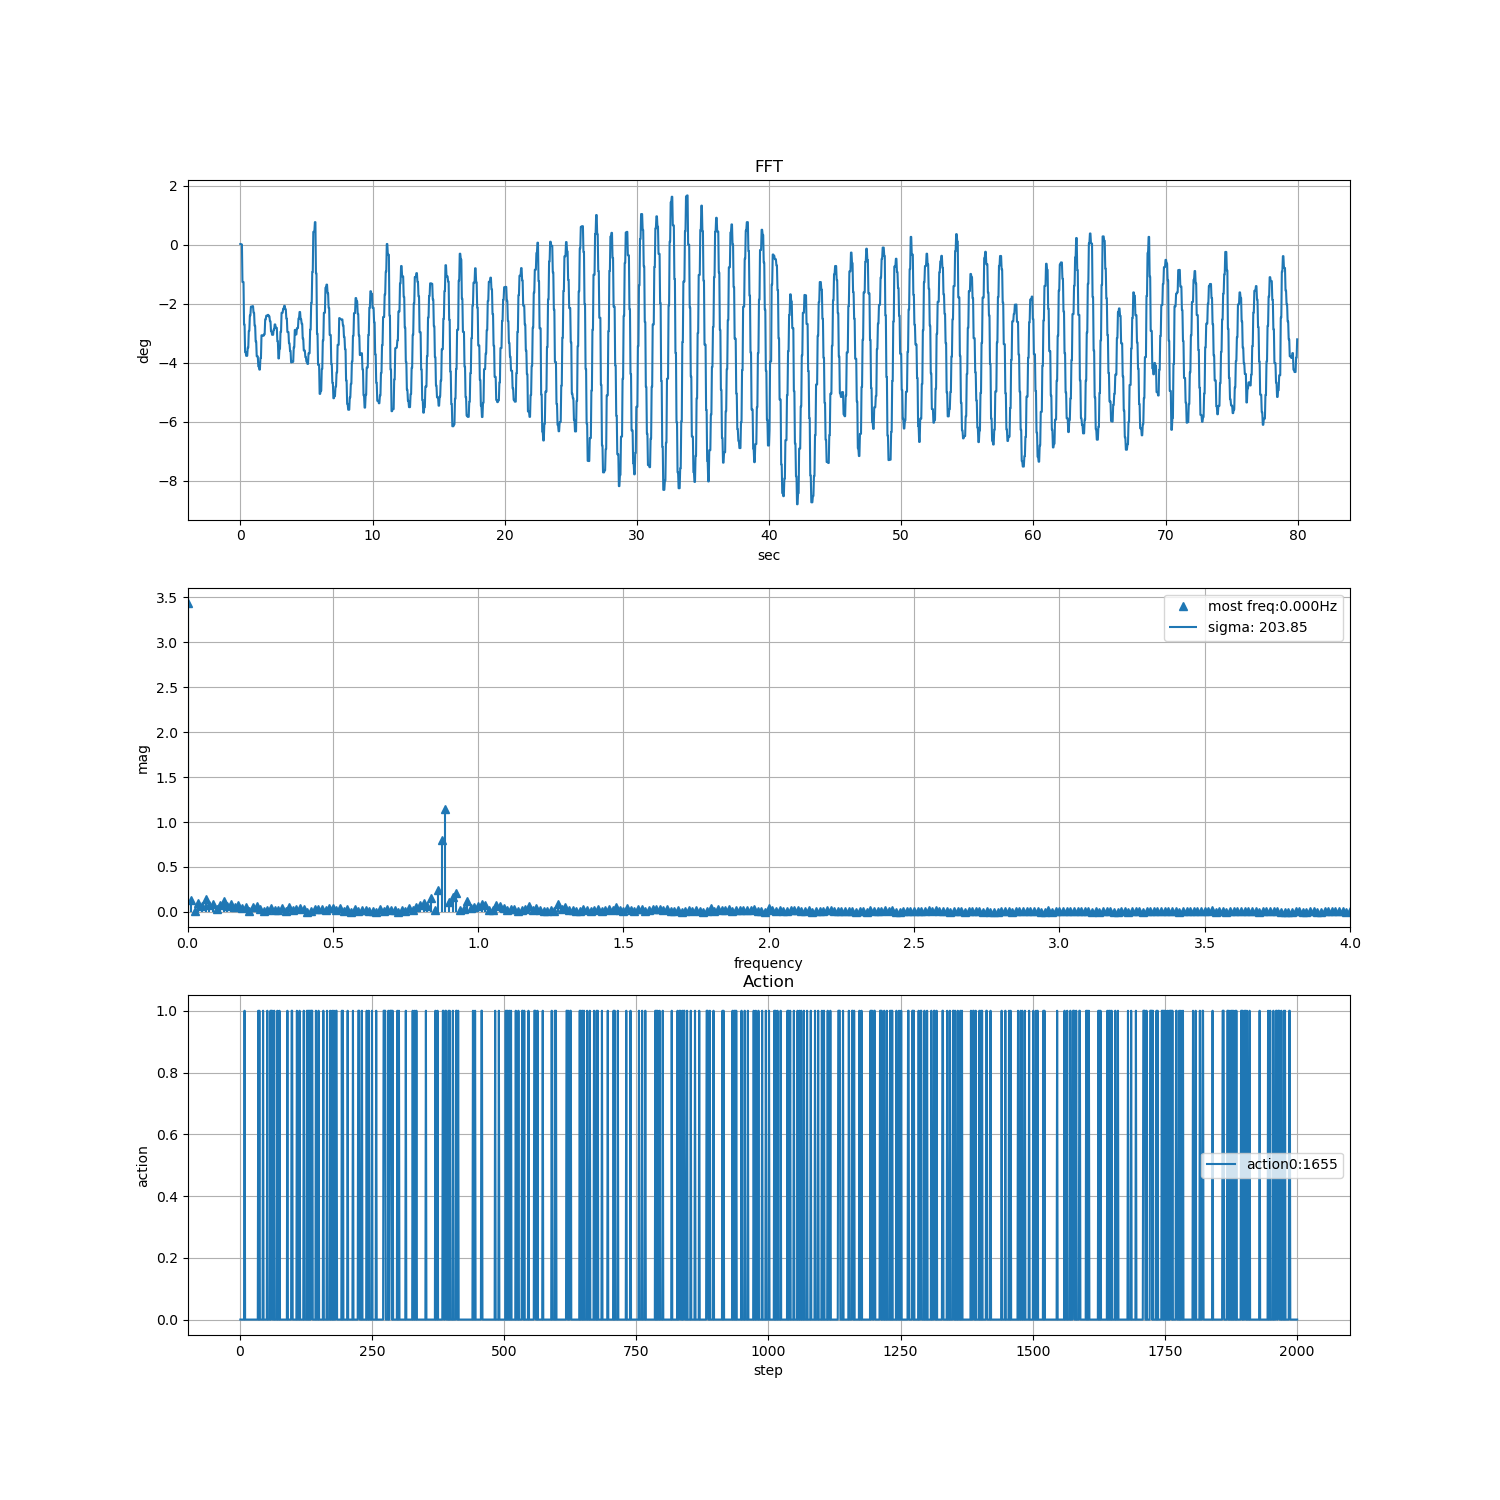 FFT
2
0
−2
−4
−6
−8
deg
0 10 20 30 40 50 60 70 80
sec
3.5
3.0
2.5
2.0
1.5
1.0
0.5
0.0
mag
most freq:0.000Hz
sigma: 203.85
0.0 0.5 1.0 1.5 2.0 2.5 3.0 3.5 4.0
frequency
Action
1.0
0.8
0.6
0.4
0.2
0.0
action
action0:1655
0 250 500 750 1000 1250 1500 1750 2000
step